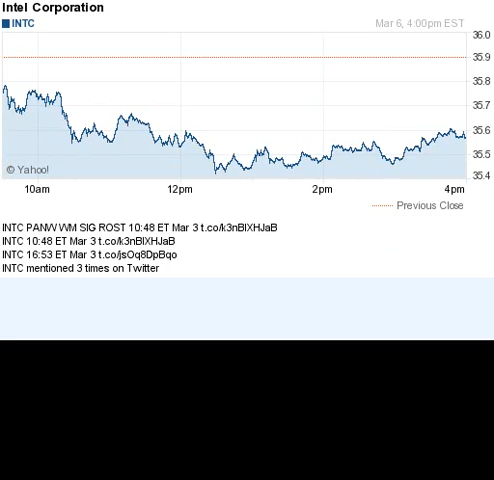 Intel Corporation
INTC
Mar 6, 4:00pm EST
36.0
35.9
35.8
35.7
35.6
35.5
35.4
© Yahoo!
10am
12pm
2pm
4pm
Previous Close
INTC PANW WM SIG ROST 10:48 ET Mar 3 t.co/k3nBIXHJaB
INTC 10:48 ET Mar 3 t.co/k3nBIXHJaB
INTC 16:53 ET Mar 3 t.co/jsOq8DpBqo
INTC mentioned 3 times on Twitter